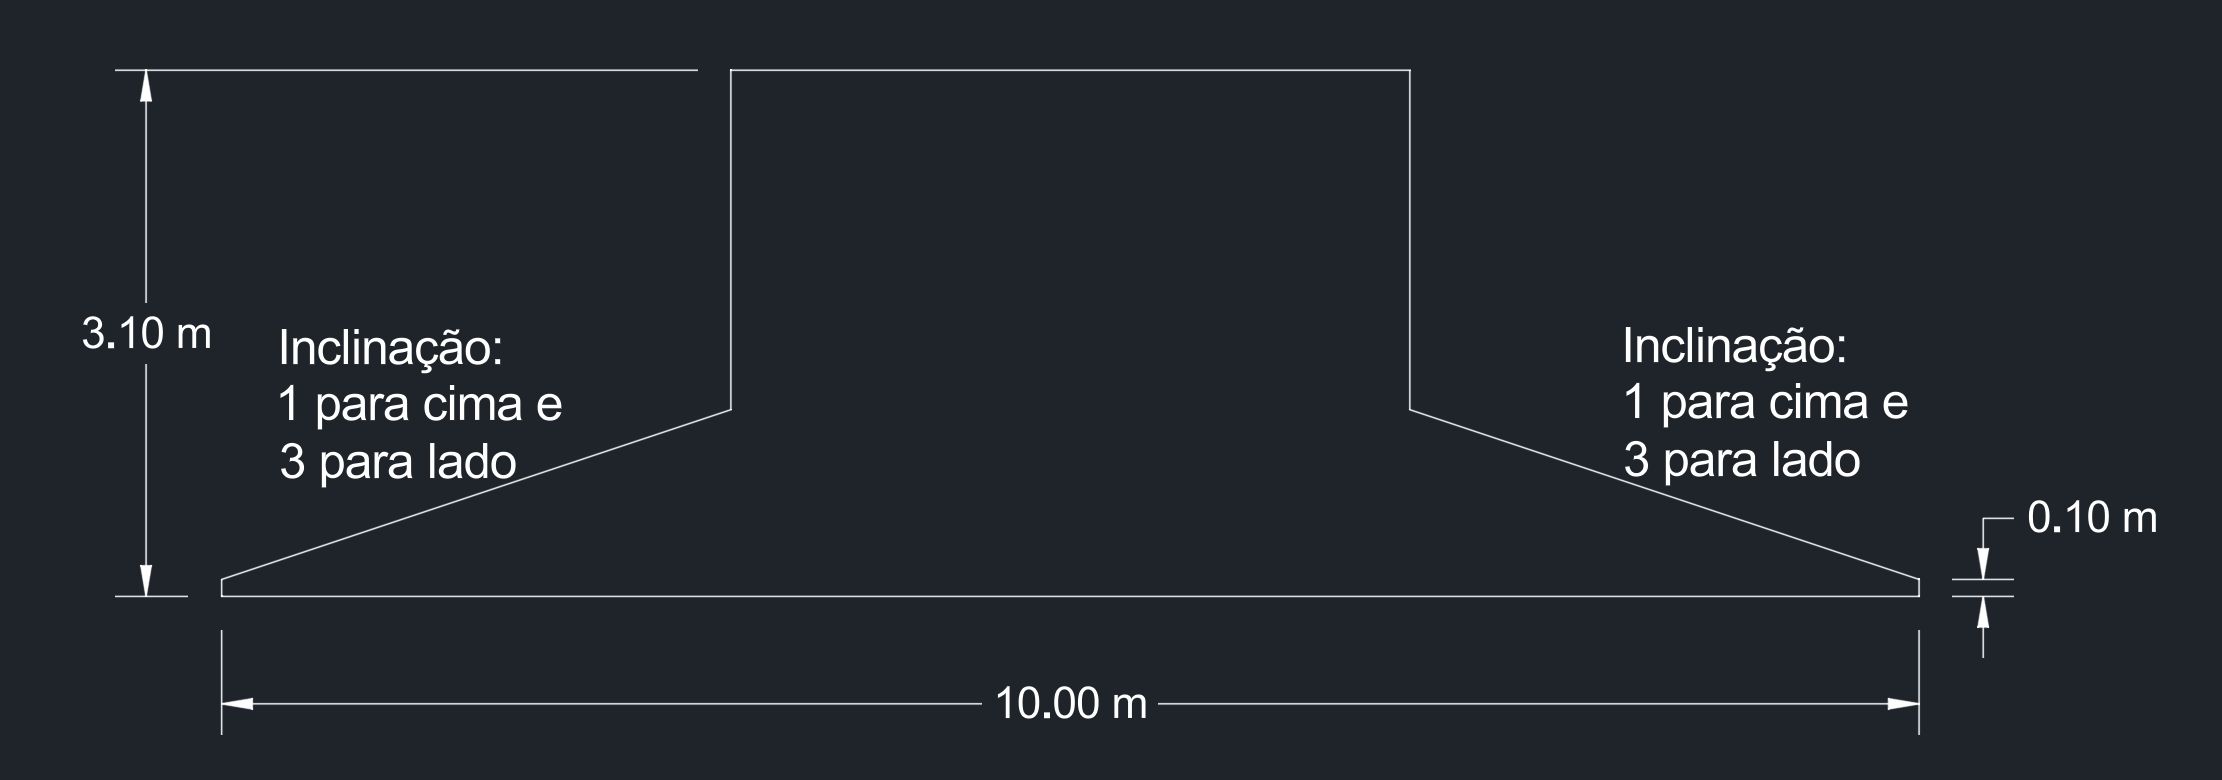 3.10 m
Inclinação:
1 para cima e
3 para lado
Inclinação:
1 para cima e
3 para lado
0.10 m
10.00 m